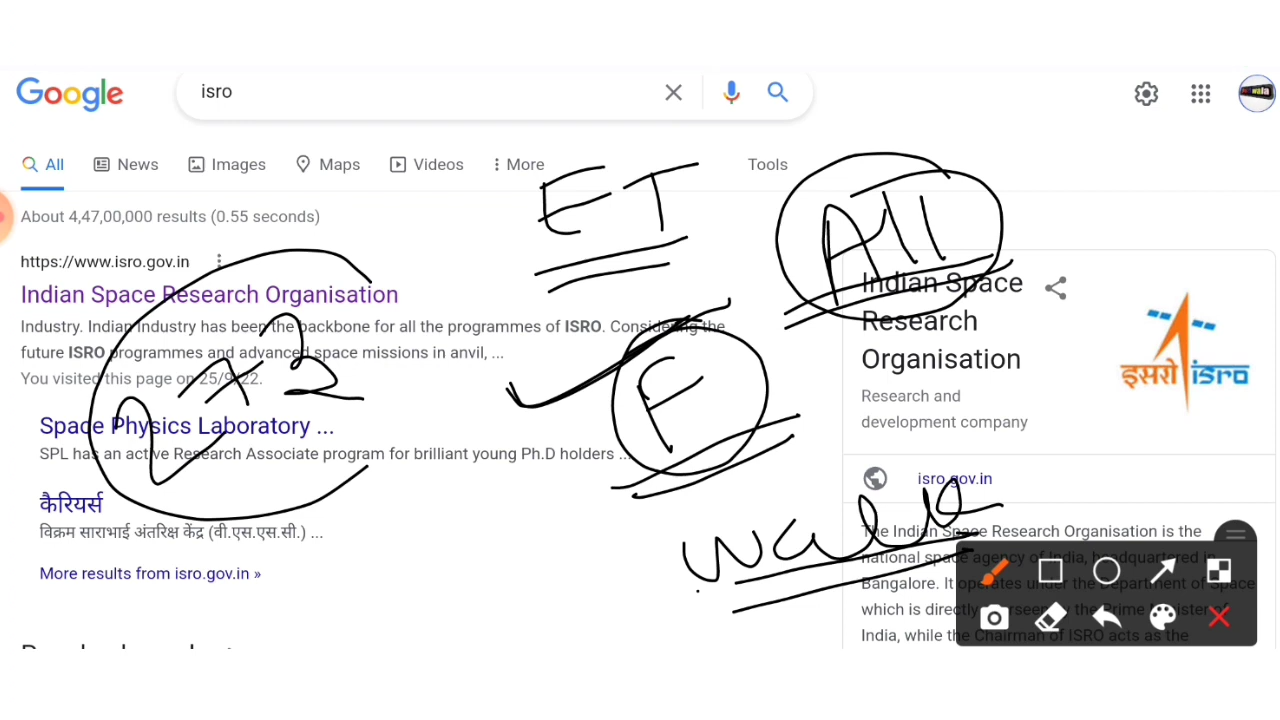 Google
isro
All News Images Maps Videos More Tools
About 4,47,00,000 results (0.55 seconds)
https://www.isro.gov.in
Indian Space Research Organisation
Industry. Indian Industry has been the backbone for all the programmes of ISRO. Considering the
future ISRO programmes and advanced space missions in anvil, ...
You visited this page on 25/9/22.
Space Physics Laboratory ...
SPL has an active Research Associate program for brilliant young Ph.D holders ...
कैरियर्स
विक्रम साराभाई अंतरिक्ष केंद्र (वी.एस.एस.सी.) ...
More results from isro.gov.in »
ET
F
Indian Space
Research
Organisation
Research and
development company
इसरो isro
isro.gov.in
The Indian Space Research Organisation is the
national space agency of India, headquartered in
Bangalore. It operates under the Department of Space
which is directly overseen by the Prime Minister of
India, while the Chairman of ISRO acts as the